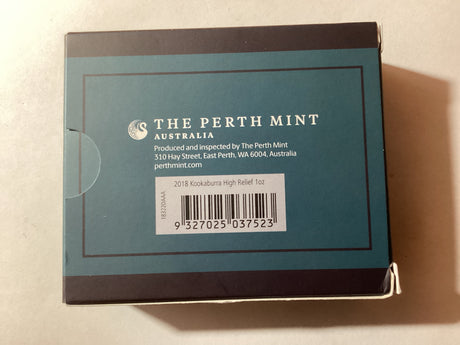 THE PERTH MINT
AUSTRALIA
Produced and inspected by The Perth Mint
310 Hay Street, East Perth, WA 6004, Australia
perthmint.com
2018 Kookaburra High Relief 1oz
18322DAAA
9 327025 037523